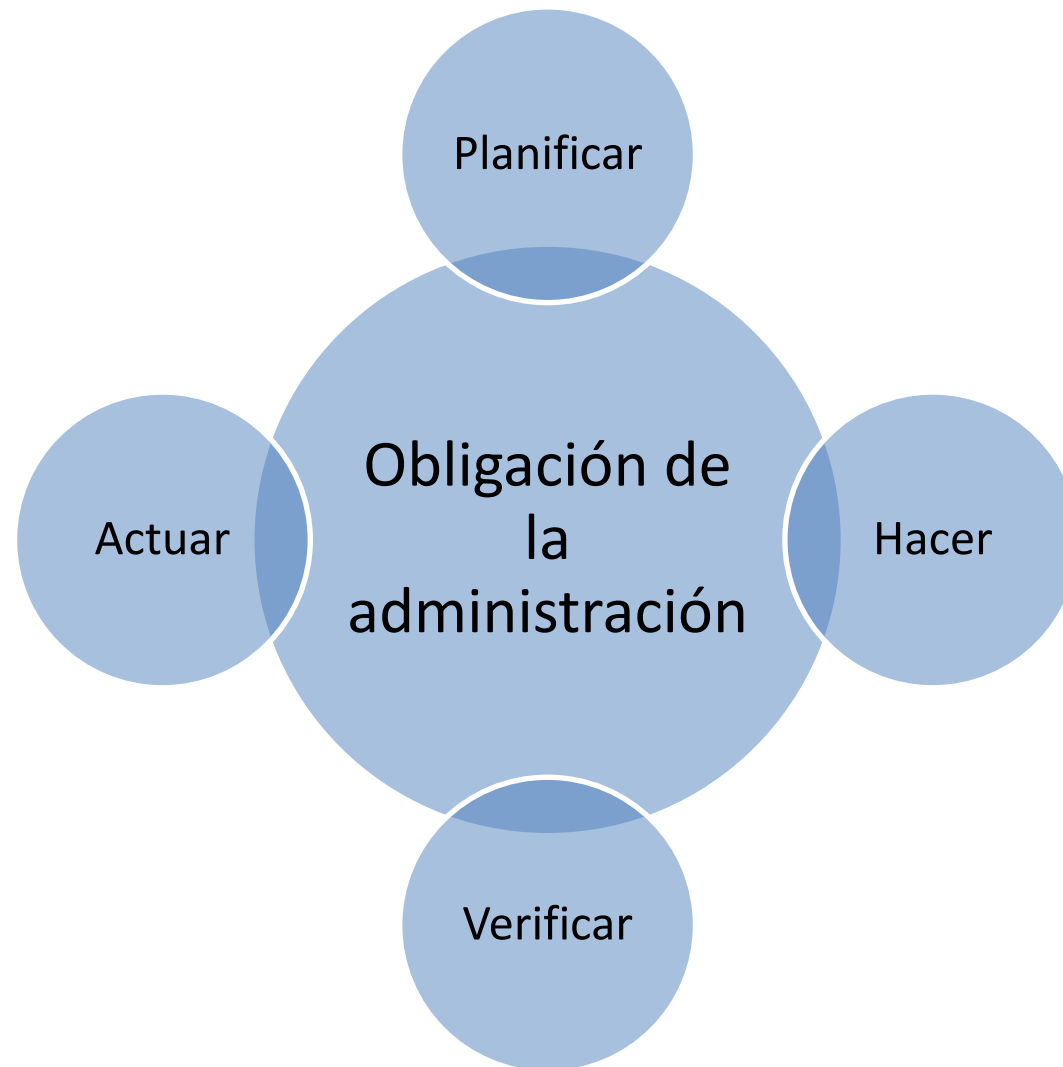 Planificar
Obligación de
la
administración
Hacer
Verificar
Actuar